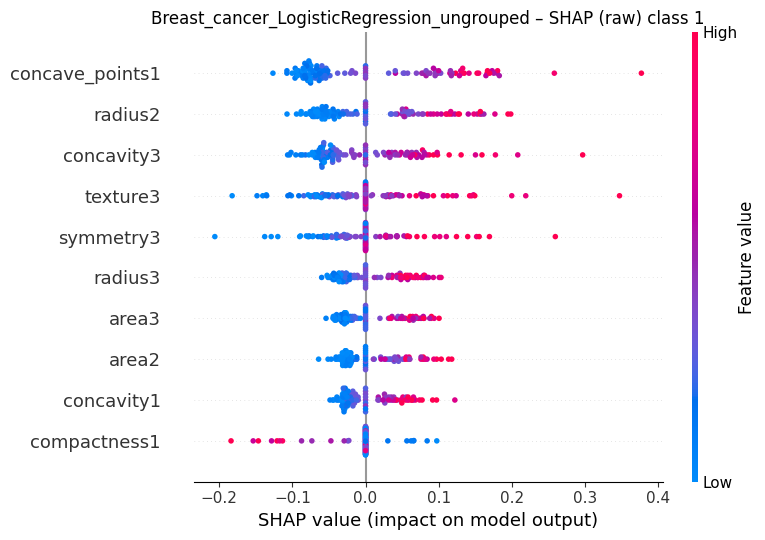 Breast_cancer_LogisticRegression_ungrouped – SHAP (raw) class 1
High
concave_points1
radius2
concavity3
texture3
symmetry3
radius3
area3
area2
concavity1
compactness1
Feature value
Low
−0.2 −0.1 0.0 0.1 0.2 0.3 0.4
SHAP value (impact on model output)